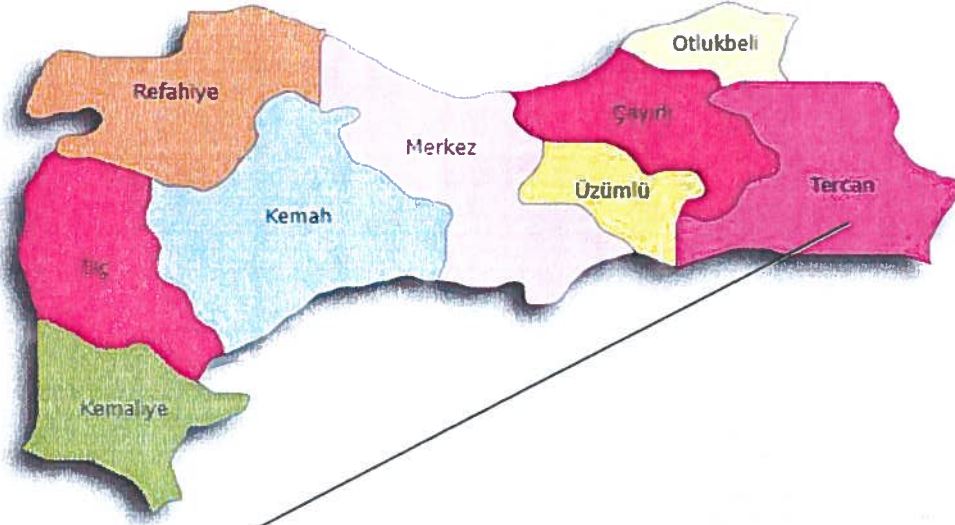 Otlukbeli
Refahiye
Çayırlı
Merkez
Tercan
Üzümlü
Kemah
İliç
Kemaliye